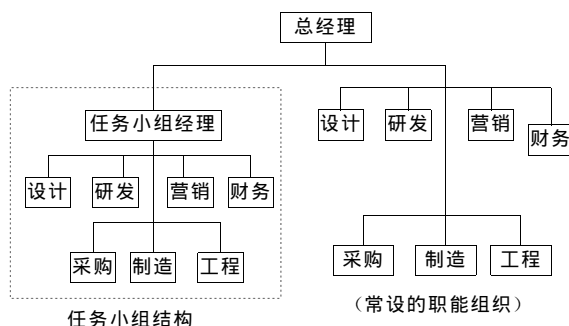 总经理
任务小组经理
设计 研发 营销 财务
设计 研发 营销 财务
采购 制造 工程
采购 制造 工程
任务小组结构
（常设的职能组织）